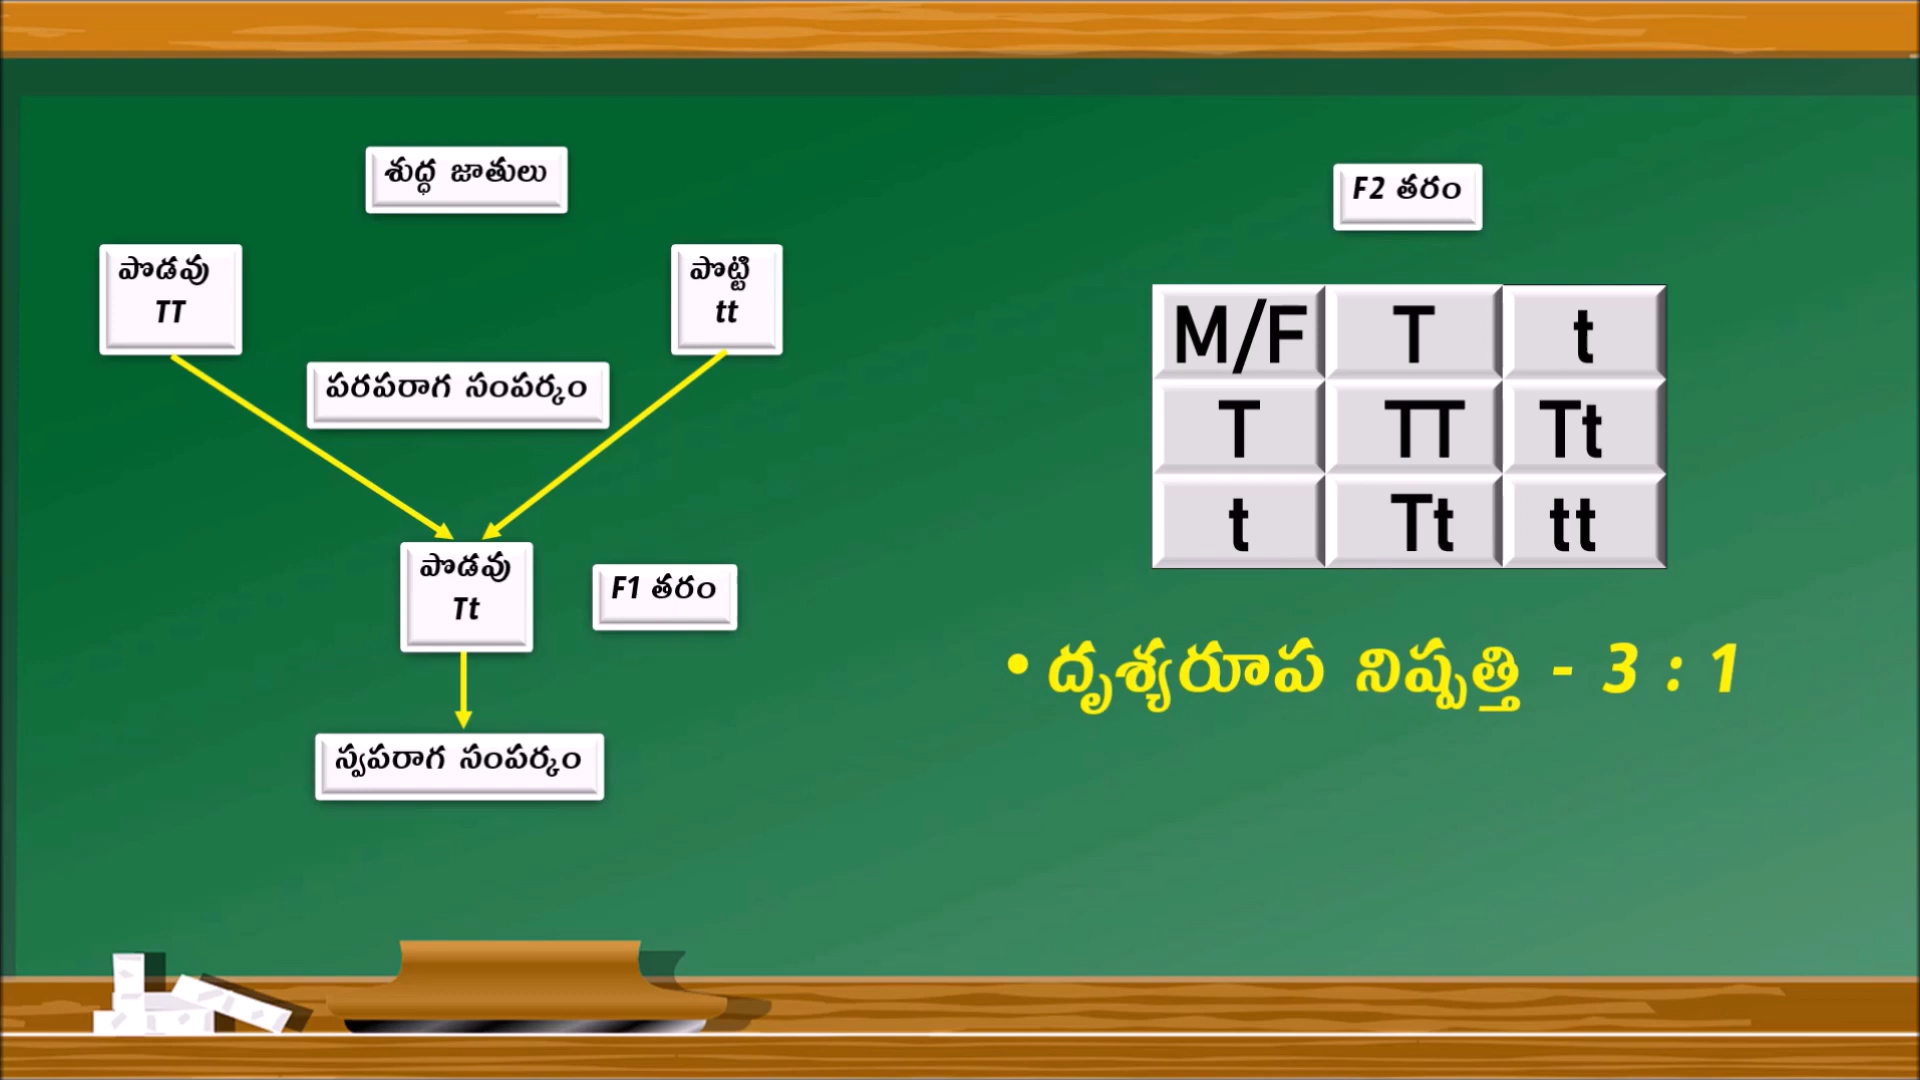 శుద్ధ జాతులు
పొడవు
TT
పొట్టి
tt
పరపరాగ సంపర్కం
పొడవు
Tt
F1 తరం
స్వపరాగ సంపర్కం
F2 తరం
M/F T t
T TT Tt
t Tt tt
• దృశ్యరూప నిష్పత్తి - 3 : 1